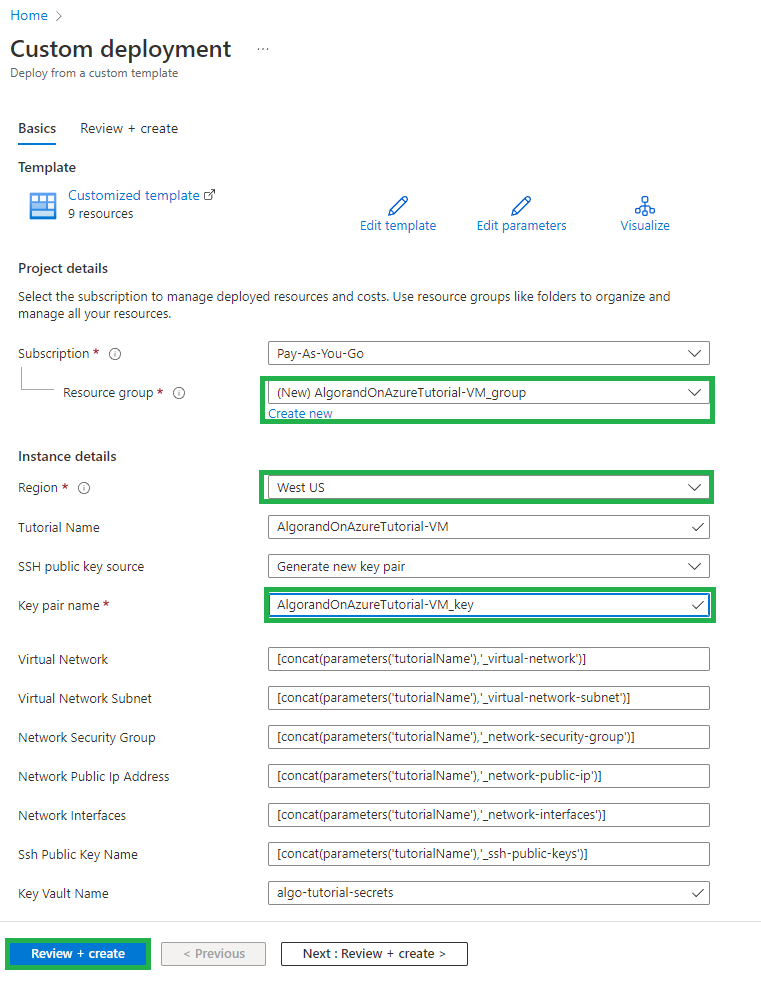 Home >
Custom deployment ...
Deploy from a custom template
Basics Review + create
Template
Customized template
9 resources
Edit template Edit parameters Visualize
Project details
Select the subscription to manage deployed resources and costs. Use resource groups like folders to organize and
manage all your resources.
Subscription * Pay-As-You-Go
Resource group * (New) AlgorandOnAzureTutorial-VM_group
Create new
Instance details
Region * West US
Tutorial Name AlgorandOnAzureTutorial-VM
SSH public key source Generate new key pair
Key pair name * AlgorandOnAzureTutorial-VM_key
Virtual Network [concat(parameters('tutorialName'),'_virtual-network')]
Virtual Network Subnet [concat(parameters('tutorialName'),'_virtual-network-subnet')]
Network Security Group [concat(parameters('tutorialName'),'_network-security-group')]
Network Public Ip Address [concat(parameters('tutorialName'),'_network-public-ip')]
Network Interfaces [concat(parameters('tutorialName'),'_network-interfaces')]
Ssh Public Key Name [concat(parameters('tutorialName'),'_ssh-public-keys')]
Key Vault Name algo-tutorial-secrets
Review + create < Previous Next : Review + create >